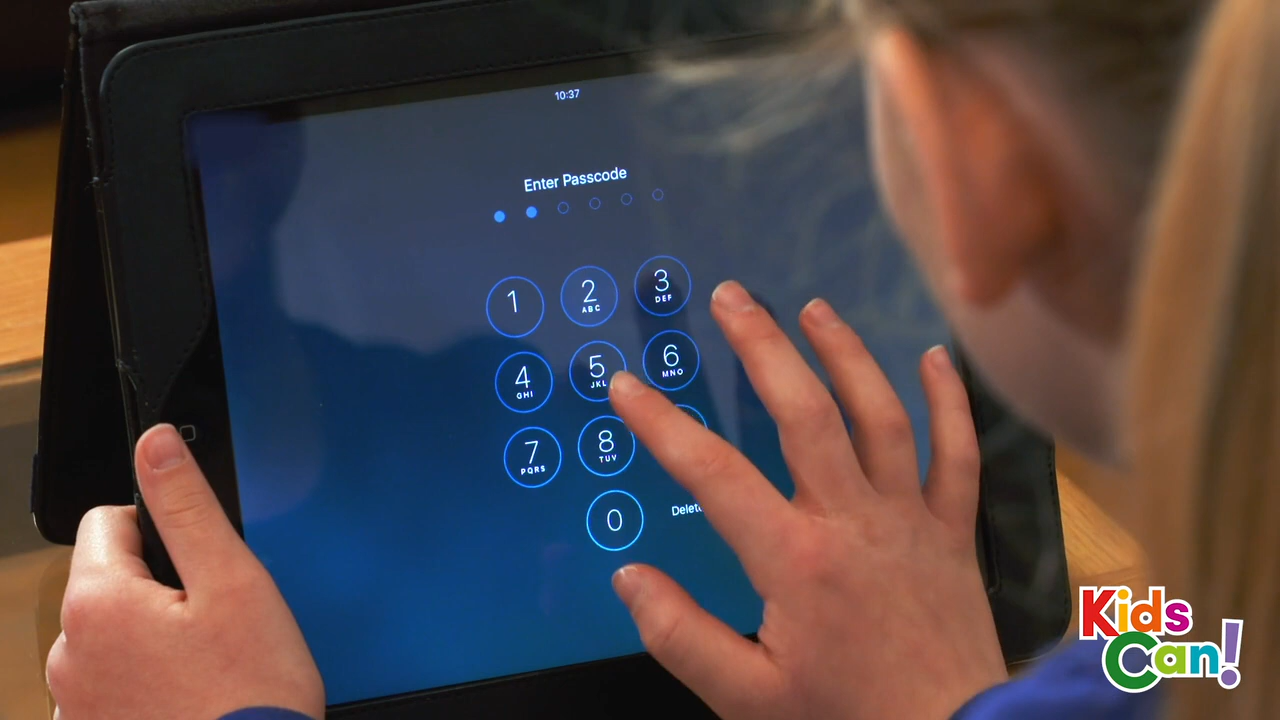 10:37
Enter Passcode
1
2
ABC
3
DEF
4
GHI
5
JKL
6
MNO
7
PQRS
8
TUV
0
Kids
Can!